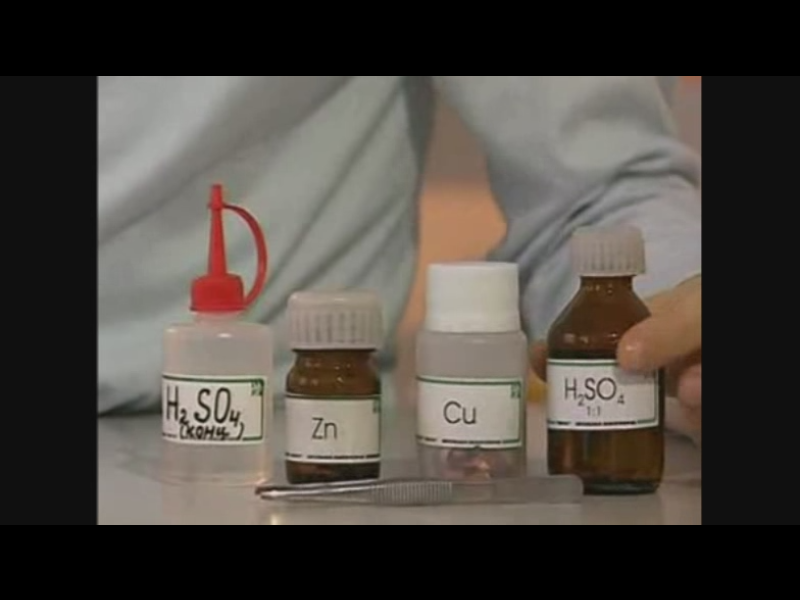 H₂SO₄
(конц.)
Zn
Cu
H₂SO₄
1:1